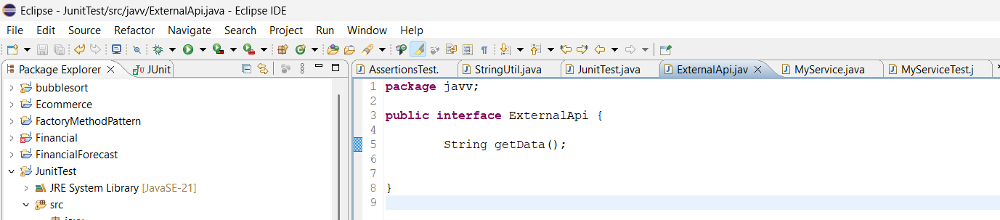 Eclipse - JunitTest/src/javv/ExternalApi.java - Eclipse IDE
File Edit Source Refactor Navigate Search Project Run Window Help
Package Explorer JUnit
AssertionsTest. StringUtil.java JunitTest.java ExternalApi.jav MyService.java MyServiceTest.j
bubblesort
Ecommerce
FactoryMethodPattern
Financial
FinancialForecast
JunitTest
JRE System Library [JavaSE-21]
src
1 package javv;
2
3 public interface ExternalApi {
4
5 String getData();
6
7
8 }
9